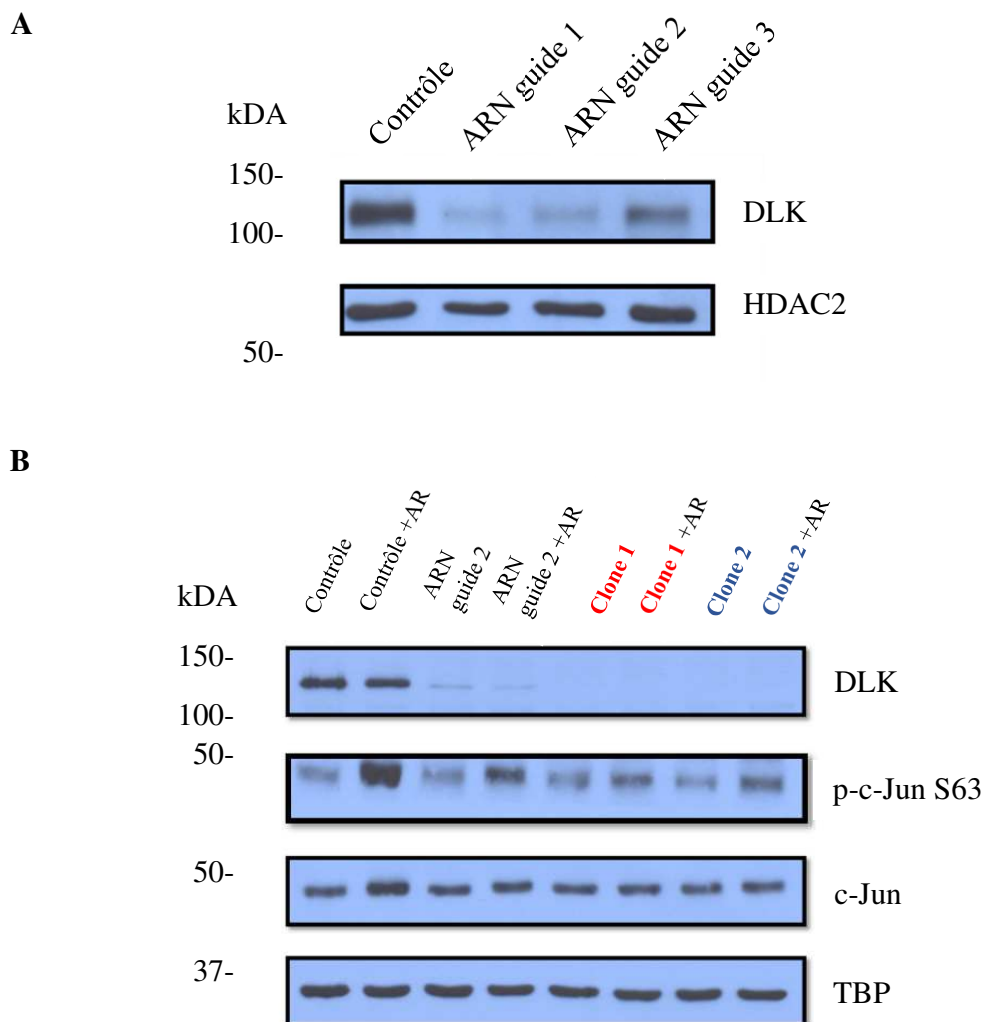 A
kDA
Contrôle
ARN guide 1
ARN guide 2
ARN guide 3
150-
DLK
100-
HDAC2
50-
B
kDA
Contrôle
Contrôle +AR
ARN
guide 2
ARN
guide 2 +AR
Clone 1
Clone 1 +AR
Clone 2
Clone 2 +AR
150-
DLK
100-
50-
p-c-Jun S63
50-
c-Jun
37-
TBP